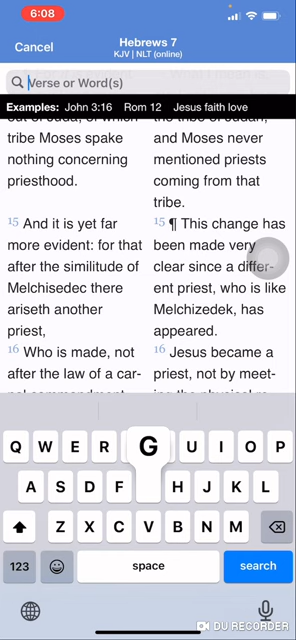 6:08
Cancel
Hebrews 7
KJV | NLT (online)
Verse or Word(s)
Examples: John 3:16 Rom 12 Jesus faith love
tribe Moses spake
nothing concerning
priesthood.
15 And it is yet far
more evident: for that
after the similitude of
Melchisedec there
ariseth another
priest,
16 Who is made, not
after the law of a car-
and Moses never
mentioned priests
coming from that
tribe.
15 ¶ This change has
been made very
clear since a differ-
ent priest, who is like
Melchizedek, has
appeared.
16 Jesus became a
priest, not by meet-
Q W E R G U I O P
A S D F H J K L
Z X C V B N M
123 space search
DU RECORDER